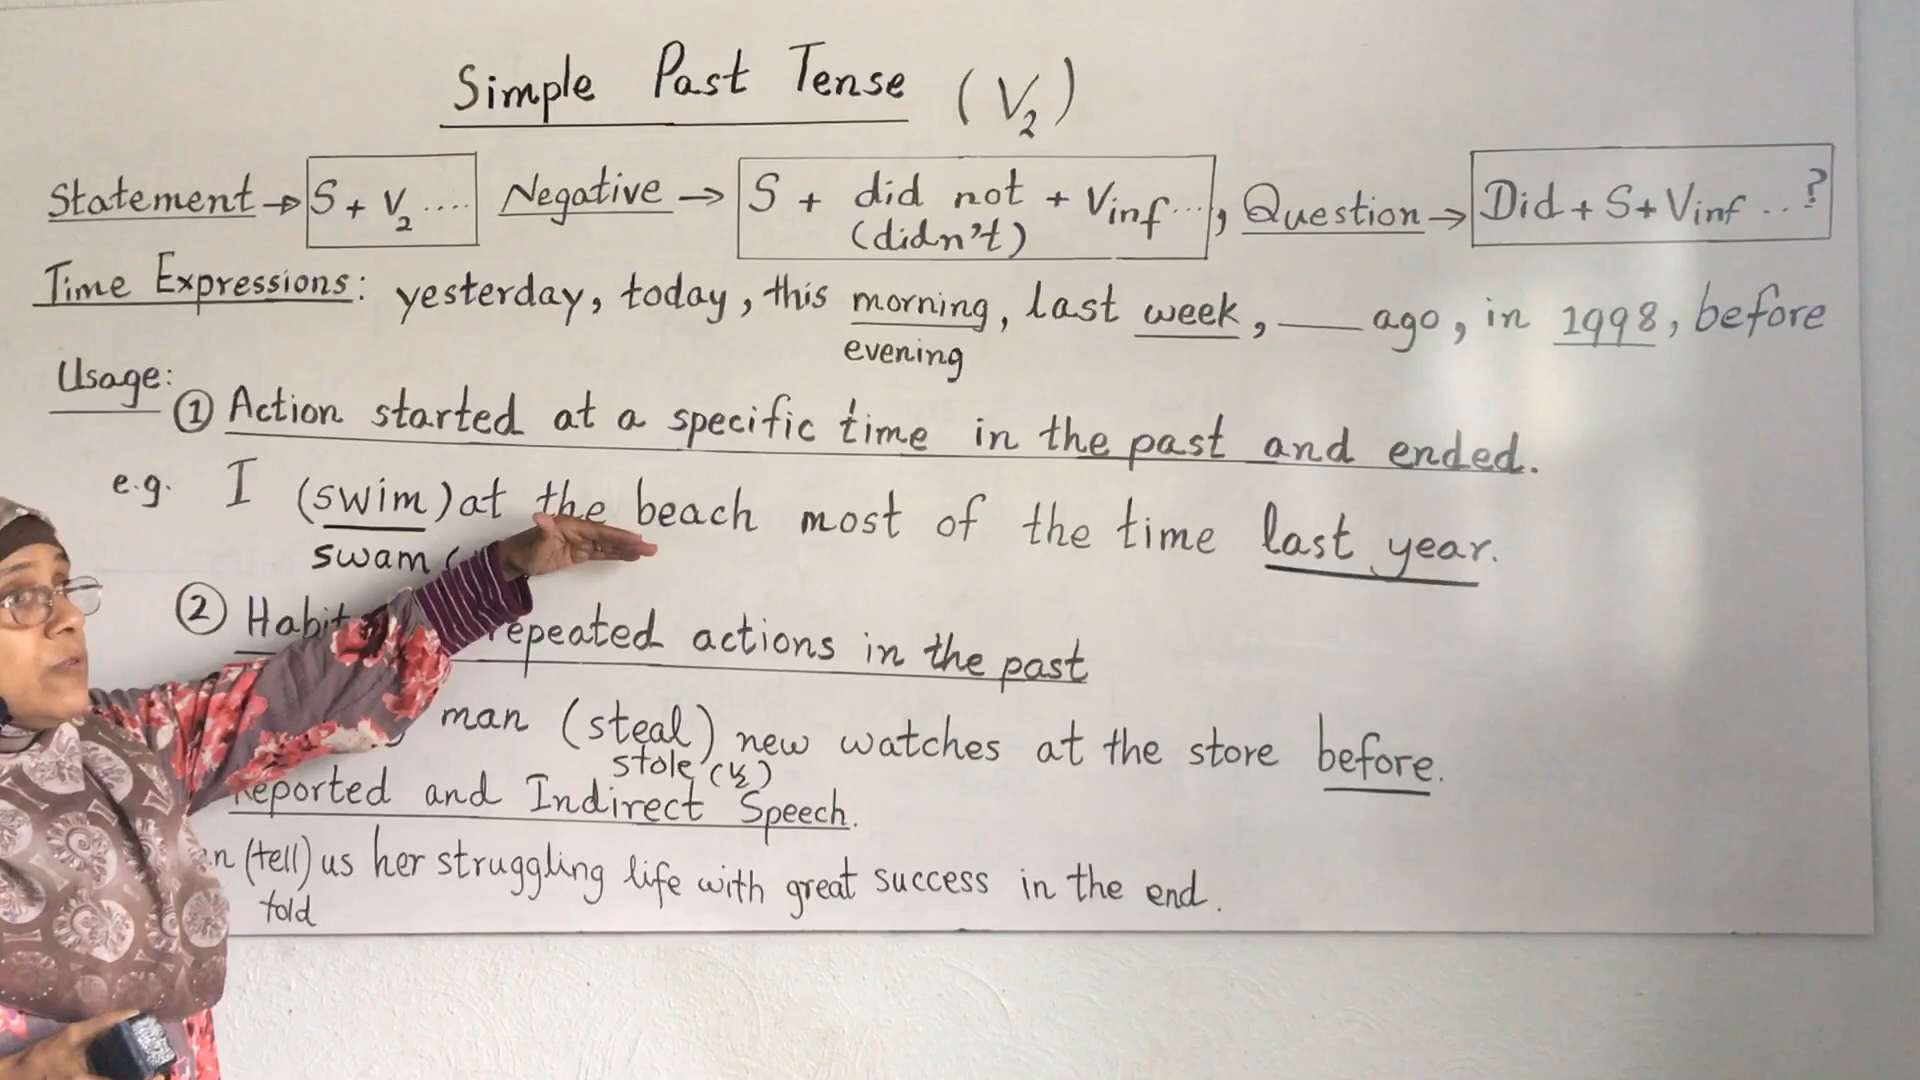 Simple Past Tense (V2)
Statement → S + V2 .... Negative → S + did not + Vinf..., Question → Did + S + Vinf ..?
(didn't)
Time Expressions: yesterday, today, this morning, last week, ___ ago, in 1998, before
evening
Usage:
① Action started at a specific time in the past and ended.
e.g. I (swim) at the beach most of the time last year.
swam (
② Habit repeated actions in the past
man (steal) new watches at the store before.
stole (V2)
Reported and Indirect Speech.
(tell) us her struggling life with great success in the end.
told